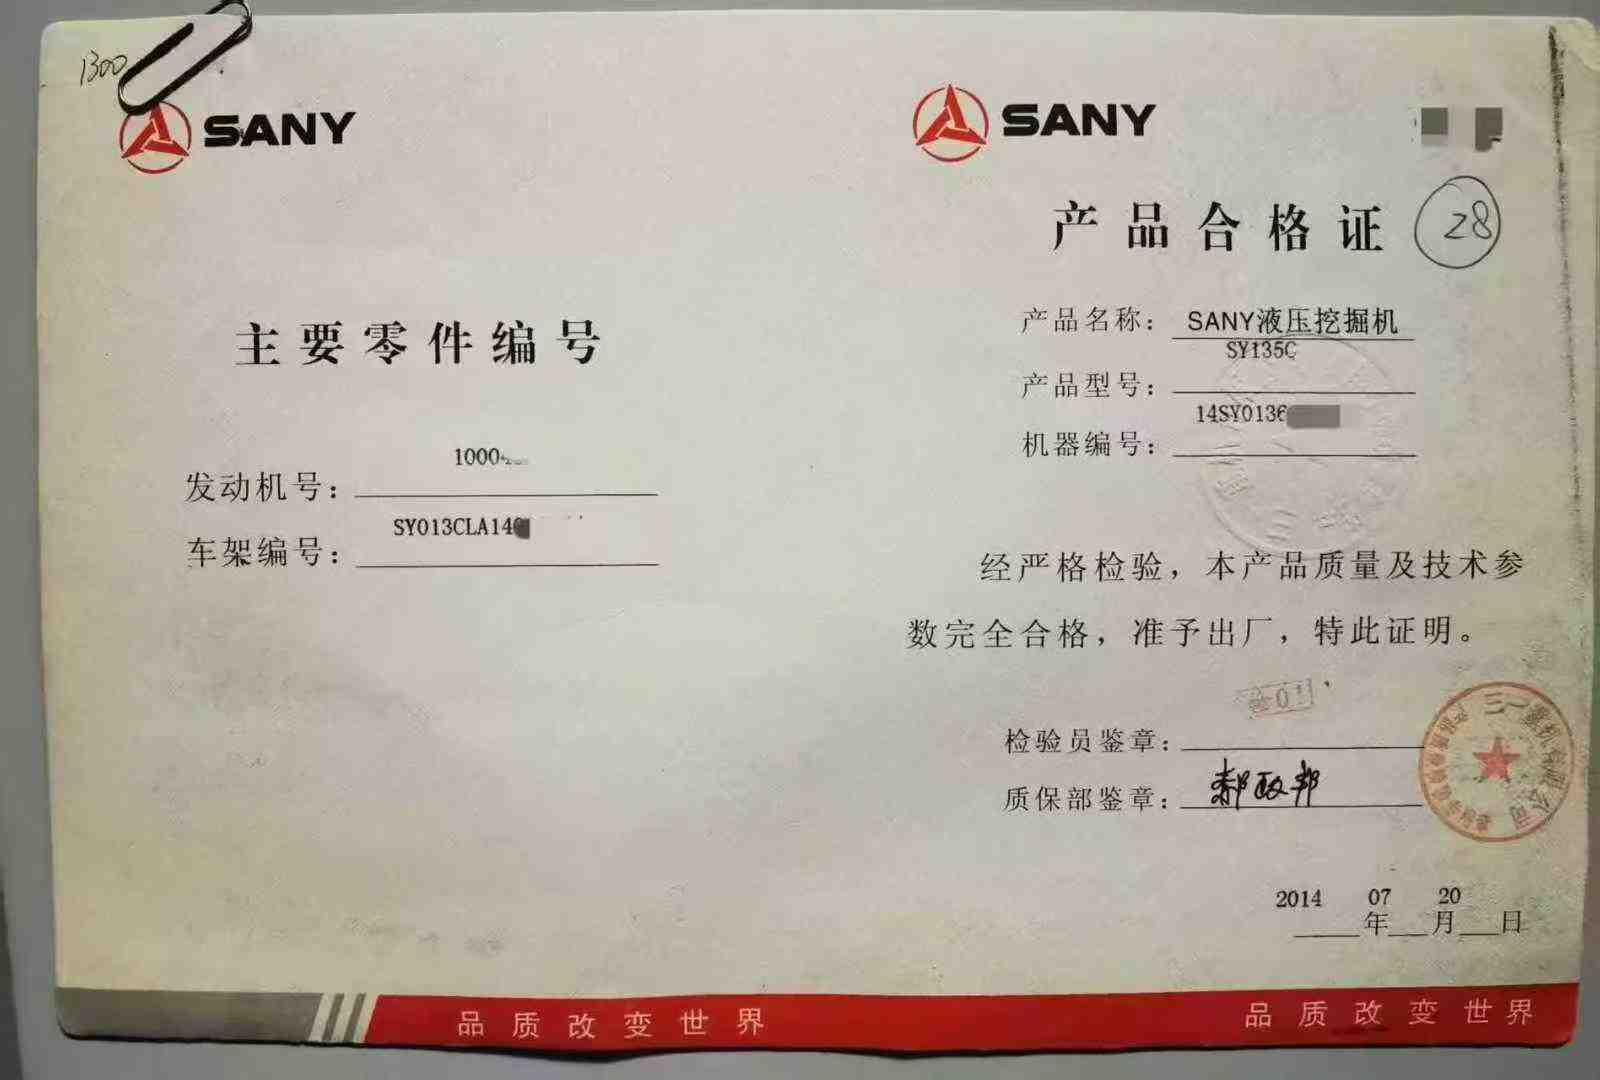 1300
SANY
主要零件编号
1000
发动机号：
SY013CLA14
车架编号：
品质改变世界
SANY
产品合格证
28
产品名称：SANY液压挖掘机
SY135C
产品型号：
14SY0136
机器编号：
经严格检验，本产品质量及技术参
数完全合格，准予出厂，特此证明。
检验员鉴章：
质保部鉴章：郝政邦
2014 07 20
年 月 日
品质改变世界